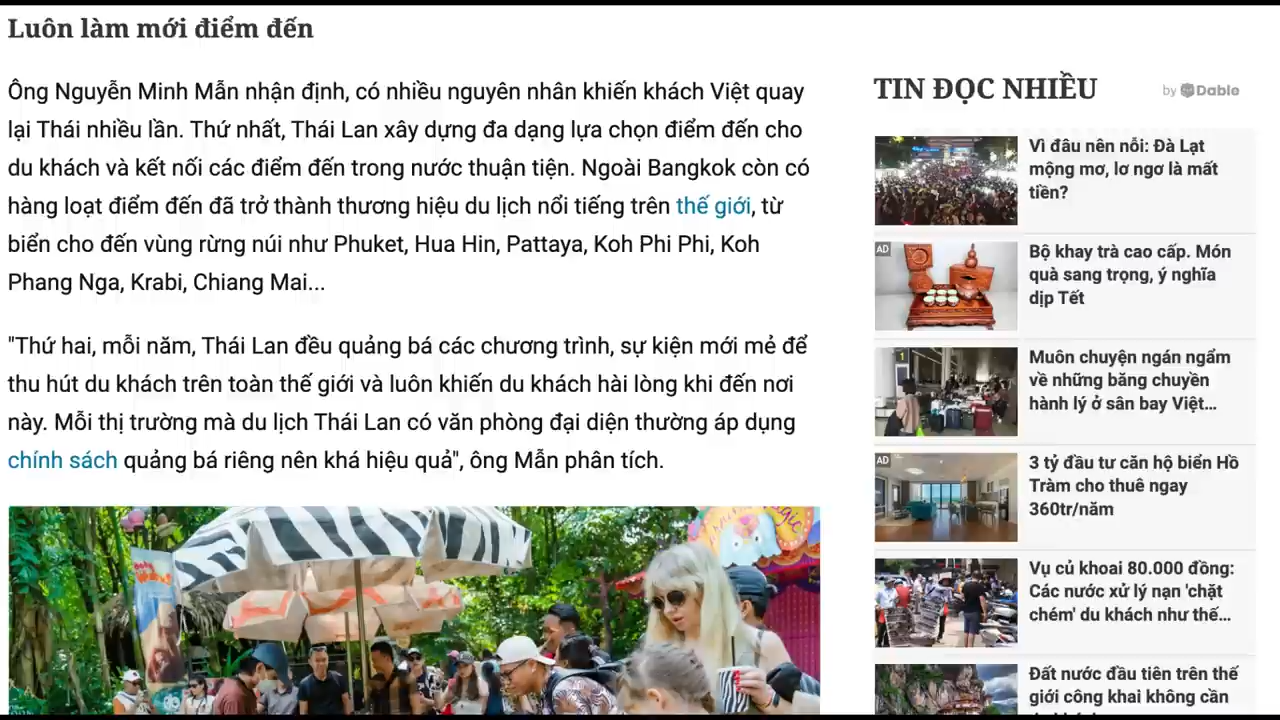 Luôn làm mới điểm đến
Ông Nguyễn Minh Mẫn nhận định, có nhiều nguyên nhân khiến khách Việt quay
lại Thái nhiều lần. Thứ nhất, Thái Lan xây dựng đa dạng lựa chọn điểm đến cho
du khách và kết nối các điểm đến trong nước thuận tiện. Ngoài Bangkok còn có
hàng loạt điểm đến đã trở thành thương hiệu du lịch nổi tiếng trên thế giới, từ
biển cho đến vùng rừng núi như Phuket, Hua Hin, Pattaya, Koh Phi Phi, Koh
Phang Nga, Krabi, Chiang Mai...
"Thứ hai, mỗi năm, Thái Lan đều quảng bá các chương trình, sự kiện mới mẻ để
thu hút du khách trên toàn thế giới và luôn khiến du khách hài lòng khi đến nơi
này. Mỗi thị trường mà du lịch Thái Lan có văn phòng đại diện thường áp dụng
chính sách quảng bá riêng nên khá hiệu quả", ông Mẫn phân tích.
TIN ĐỌC NHIỀU
by Dable
Vì đâu nên nỗi: Đà Lạt
mộng mơ, lơ ngơ là mất
tiền?
AD
Bộ khay trà cao cấp. Món
quà sang trọng, ý nghĩa
dịp Tết
1
Muôn chuyện ngán ngẩm
về những băng chuyền
hành lý ở sân bay Việt...
AD
3 tỷ đầu tư căn hộ biển Hồ
Tràm cho thuê ngay
360tr/năm
Vụ củ khoai 80.000 đồng:
Các nước xử lý nạn 'chặt
chém' du khách như thế...
Đất nước đầu tiên trên thế
giới công khai không cần